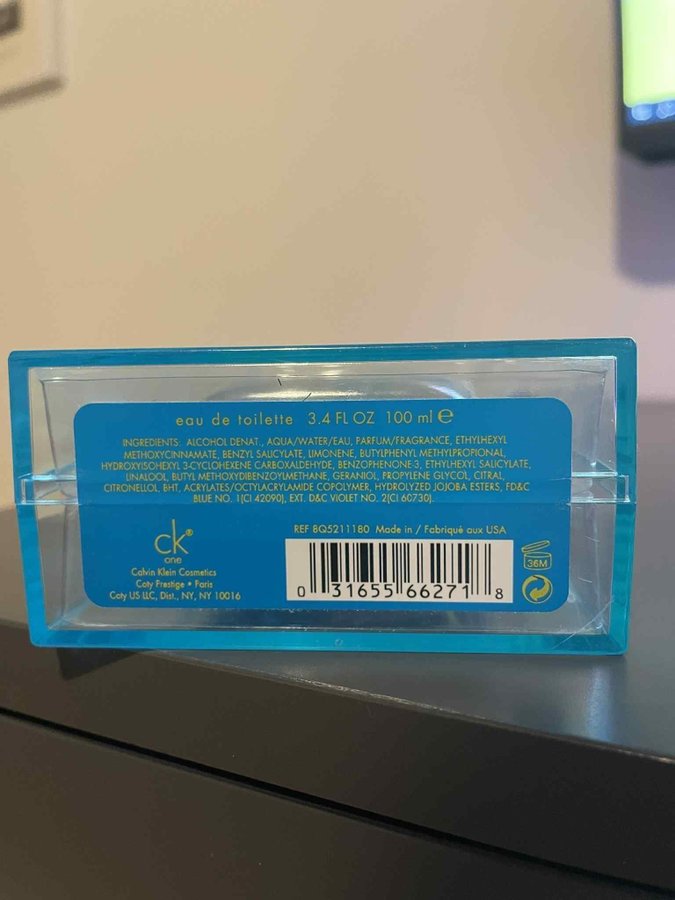 eau de toilette 3.4 FL OZ 100 ml ℮
INGREDIENTS: ALCOHOL DENAT., AQUA/WATER/EAU, PARFUM/FRAGRANCE, ETHYLHEXYL
METHOXYCINNAMATE, BENZYL SALICYLATE, LIMONENE, BUTYLPHENYL METHYLPROPIONAL,
HYDROXYISOHEXYL 3-CYCLOHEXENE CARBOXALDEHYDE, BENZOPHENONE-3, ETHYLHEXYL SALICYLATE,
LINALOOL, BUTYL METHOXYDIBENZOYLMETHANE, GERANIOL, PROPYLENE GLYCOL, CITRAL,
CITRONELLOL, BHT, ACRYLATES/OCTYLACRYLAMIDE COPOLYMER, HYDROLYZED JOJOBA ESTERS, FD&C
BLUE NO. 1(CI 42090), EXT. D&C VIOLET NO. 2(CI 60730).
REF BQ5211180 Made in / Fabriqué aux USA
ck®
one
Calvin Klein Cosmetics
Coty Prestige • Paris
Coty US LLC, Dist., NY, NY 10016
0 31655 66271 8
36M